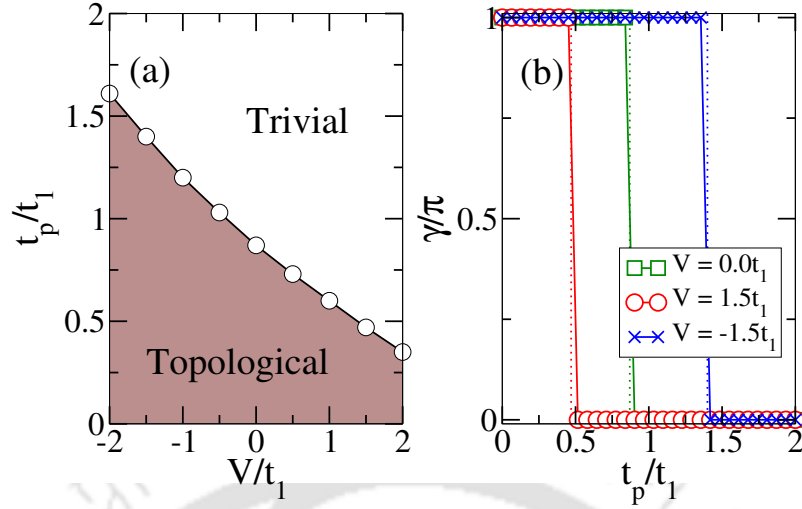 (a)
Trivial
Topological
t_p/t_1
0
0.5
1
1.5
-2
-1
0
1
2
V/t_1
(b)
γ/π
0
0.5
1
V = 0.0t_1
V = 1.5t_1
V = -1.5t_1
0
0.5
1
1.5
2
t_p/t_1